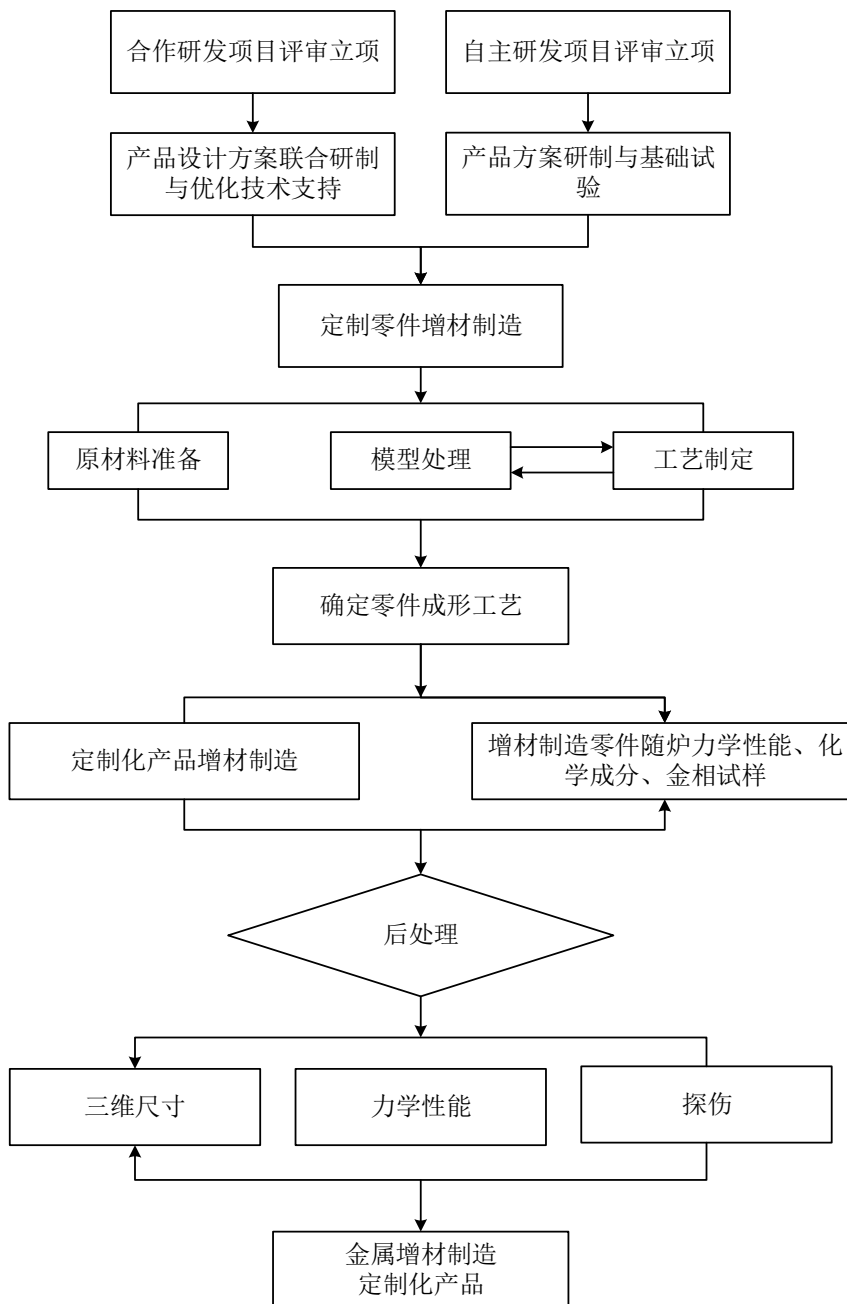 合作研发项目评审立项
自主研发项目评审立项
产品设计方案联合研制
与优化技术支持
产品方案研制与基础试
验
定制零件增材制造
原材料准备
模型处理
工艺制定
确定零件成形工艺
定制化产品增材制造
增材制造零件随炉力学性能、化
学成分、金相试样
后处理
三维尺寸
力学性能
探伤
金属增材制造
定制化产品